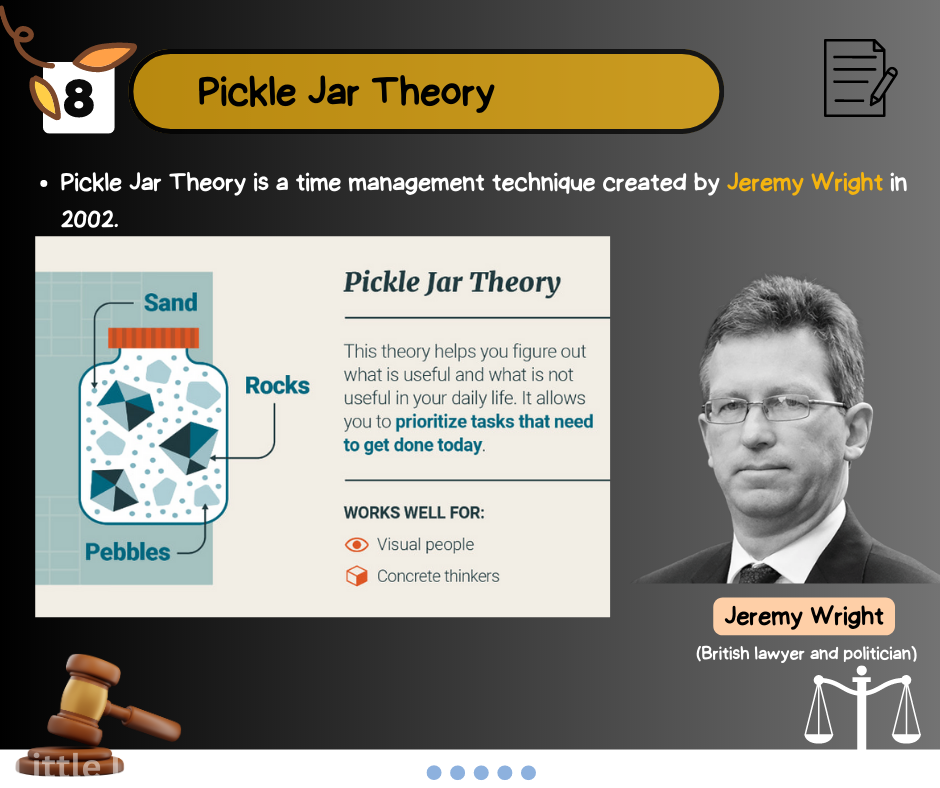 8
Pickle Jar Theory
• Pickle Jar Theory is a time management technique created by Jeremy Wright in
2002.
Sand
Rocks
Pebbles
Pickle Jar Theory
This theory helps you figure out
what is useful and what is not
useful in your daily life. It allows
you to prioritize tasks that need
to get done today.
WORKS WELL FOR:
Visual people
Concrete thinkers
Jeremy Wright
(British lawyer and politician)